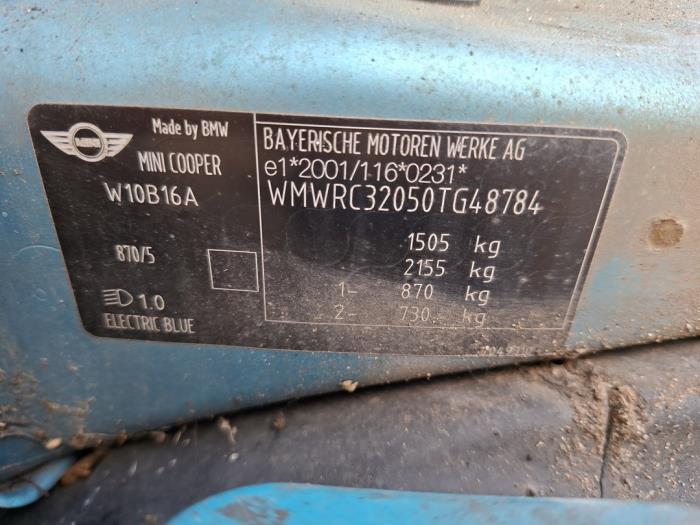 MINI
Made by BMW
MINI COOPER
W10B16A
870/5
1.0
ELECTRIC BLUE
BAYERISCHE MOTOREN WERKE AG
e1*2001/116*0231*
WMWRC32050TG48784
1505 kg
2155 kg
1- 870 kg
2- 730 kg